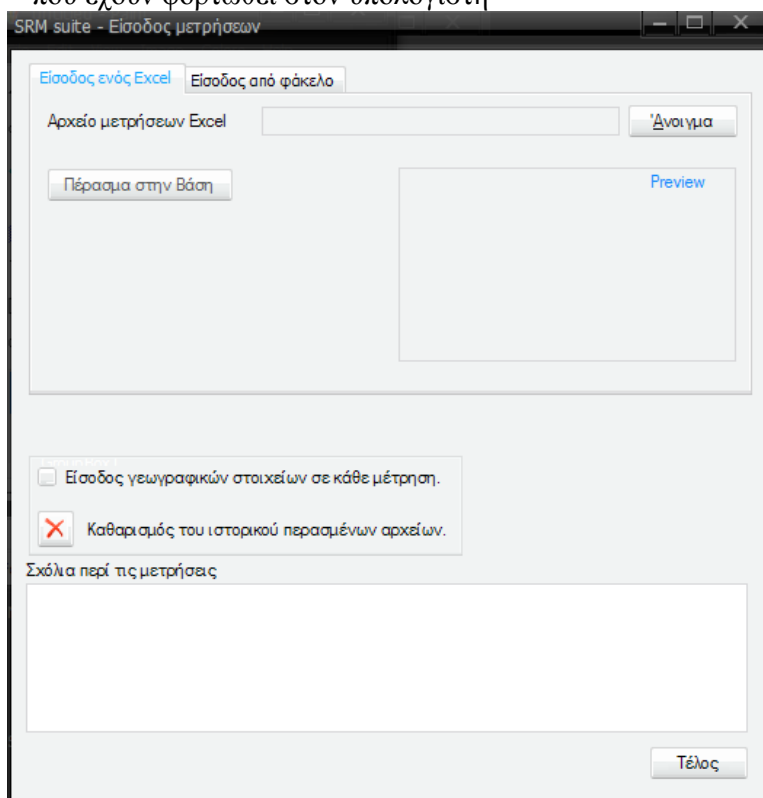 που έχουν φορτωθεί στον υπολογιστή
SRM suite - Είσοδος μετρήσεων
Είσοδος ενός Excel Είσοδος από φάκελο
Αρχείο μετρήσεων Excel Άνοιγμα
Πέρασμα στην Βάση Preview
Είσοδος γεωγραφικών στοιχείων σε κάθε μέτρηση.
Καθαρισμός του ιστορικού περασμένων αρχείων.
Σχόλια περί τις μετρήσεις
Τέλος